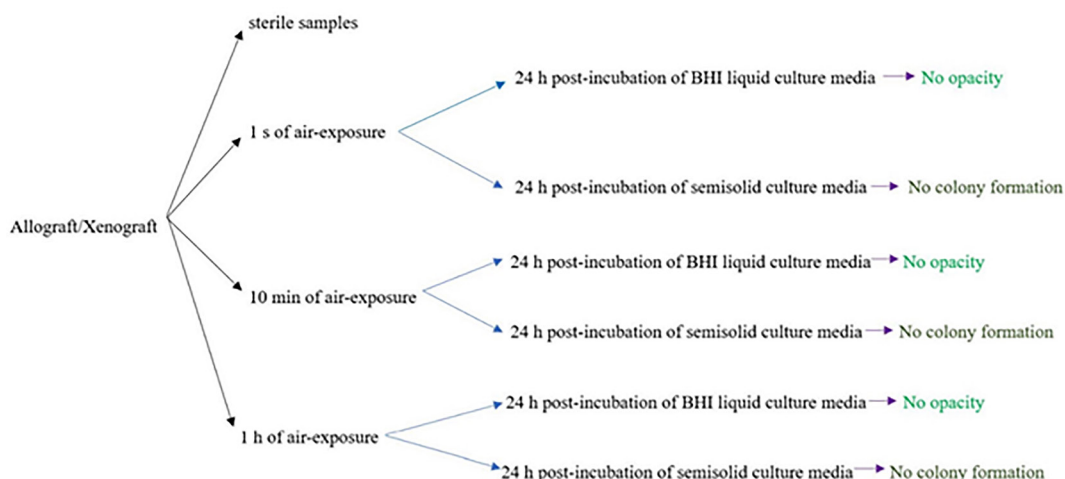 sterile samples
24 h post-incubation of BHI liquid culture media
No opacity
1 s of air-exposure
24 h post-incubation of semisolid culture media
No colony formation
Allograft/Xenograft
24 h post-incubation of BHI liquid culture media
No opacity
10 min of air-exposure
24 h post-incubation of semisolid culture media
No colony formation
24 h post-incubation of BHI liquid culture media
No opacity
1 h of air-exposure
24 h post-incubation of semisolid culture media
No colony formation